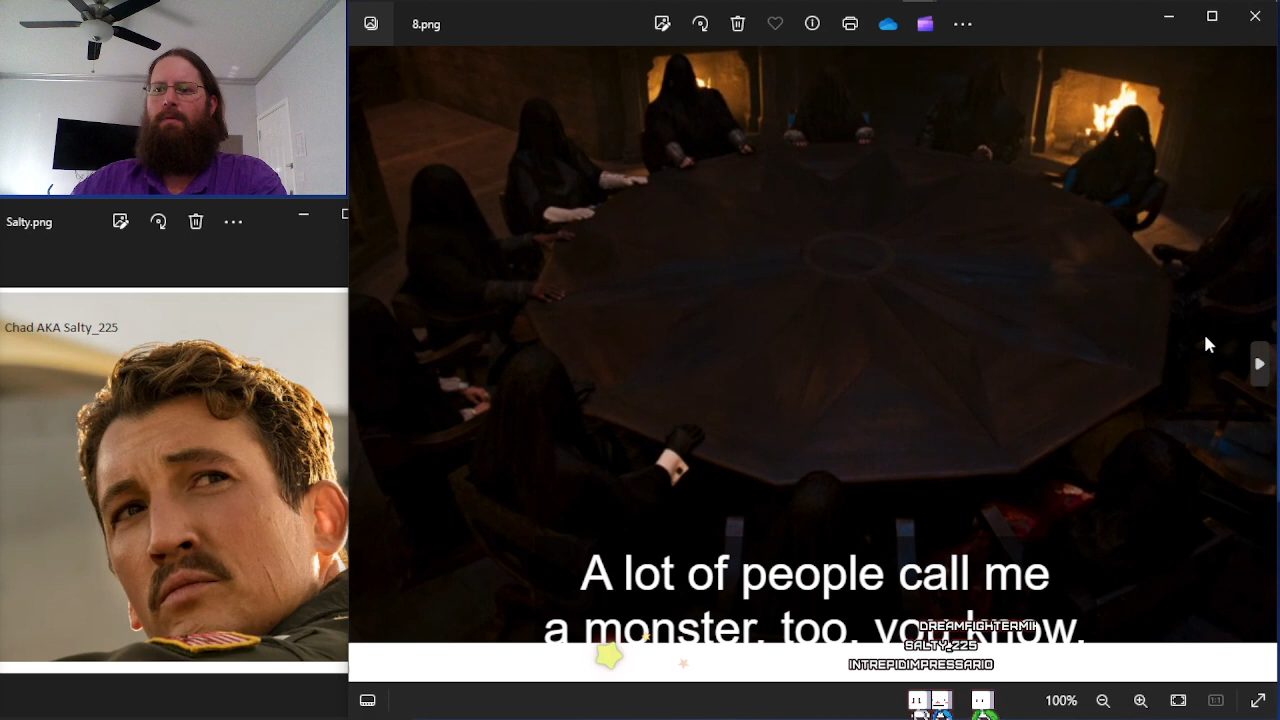 8.png
Salty.png
Chad AKA Salty_225
A lot of people call me
a monster, too, you know.
DREAMFIGHTERMII
SALTY_225
INTREPIDIMPRESSARIO
100%